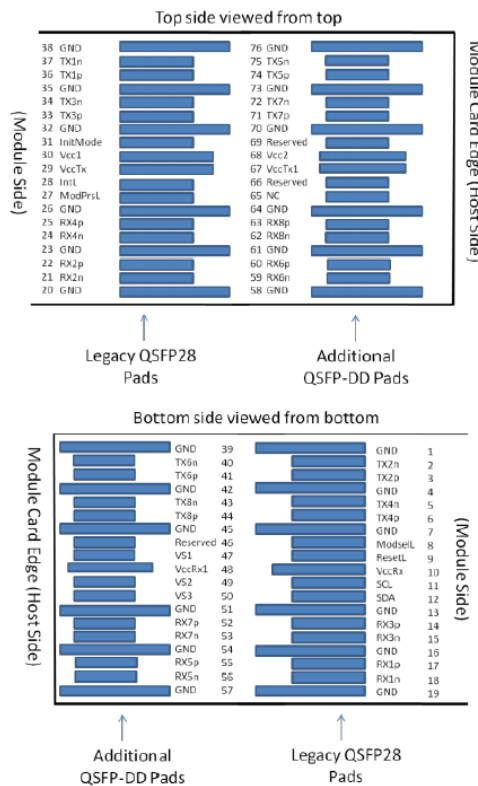 Top side viewed from top
38 GND 76 GND
37 TX1n 75 TX5n
36 TX1p 74 TX5p
35 GND 73 GND
34 TX3n 72 TX7n
33 TX3p 71 TX7p
32 GND 70 GND
31 InitMode 69 Reserved
30 Vcc1 68 Vcc2
29 VccTx 67 VccTx1
28 IntL 66 Reserved
27 ModPrsL 65 NC
26 GND 64 GND
25 RX4p 63 RX8p
24 RX4n 62 RX8n
23 GND 61 GND
22 RX2p 60 RX6p
21 RX2n 59 RX6n
20 GND 58 GND
(Module Side)
Module Card Edge (Host Side)
Legacy QSFP28
Pads
Additional
QSFP-DD Pads
Bottom side viewed from bottom
GND 39 GND 1
TX6n 40 TX2n 2
TX6p 41 TX2p 3
GND 42 GND 4
TX8n 43 TX4n 5
TX8p 44 TX4p 6
GND 45 GND 7
Reserved 46 ModselL 8
VS1 47 ResetL 9
VccRx1 48 VccRx 10
VS2 49 SCL 11
VS3 50 SDA 12
GND 51 GND 13
RX7p 52 RX3p 14
RX7n 53 RX3n 15
GND 54 GND 16
RX5p 55 RX1p 17
RX5n 56 RX1n 18
GND 57 GND 19
Module Card Edge (Host Side)
(Module Side)
Additional
QSFP-DD Pads
Legacy QSFP28
Pads